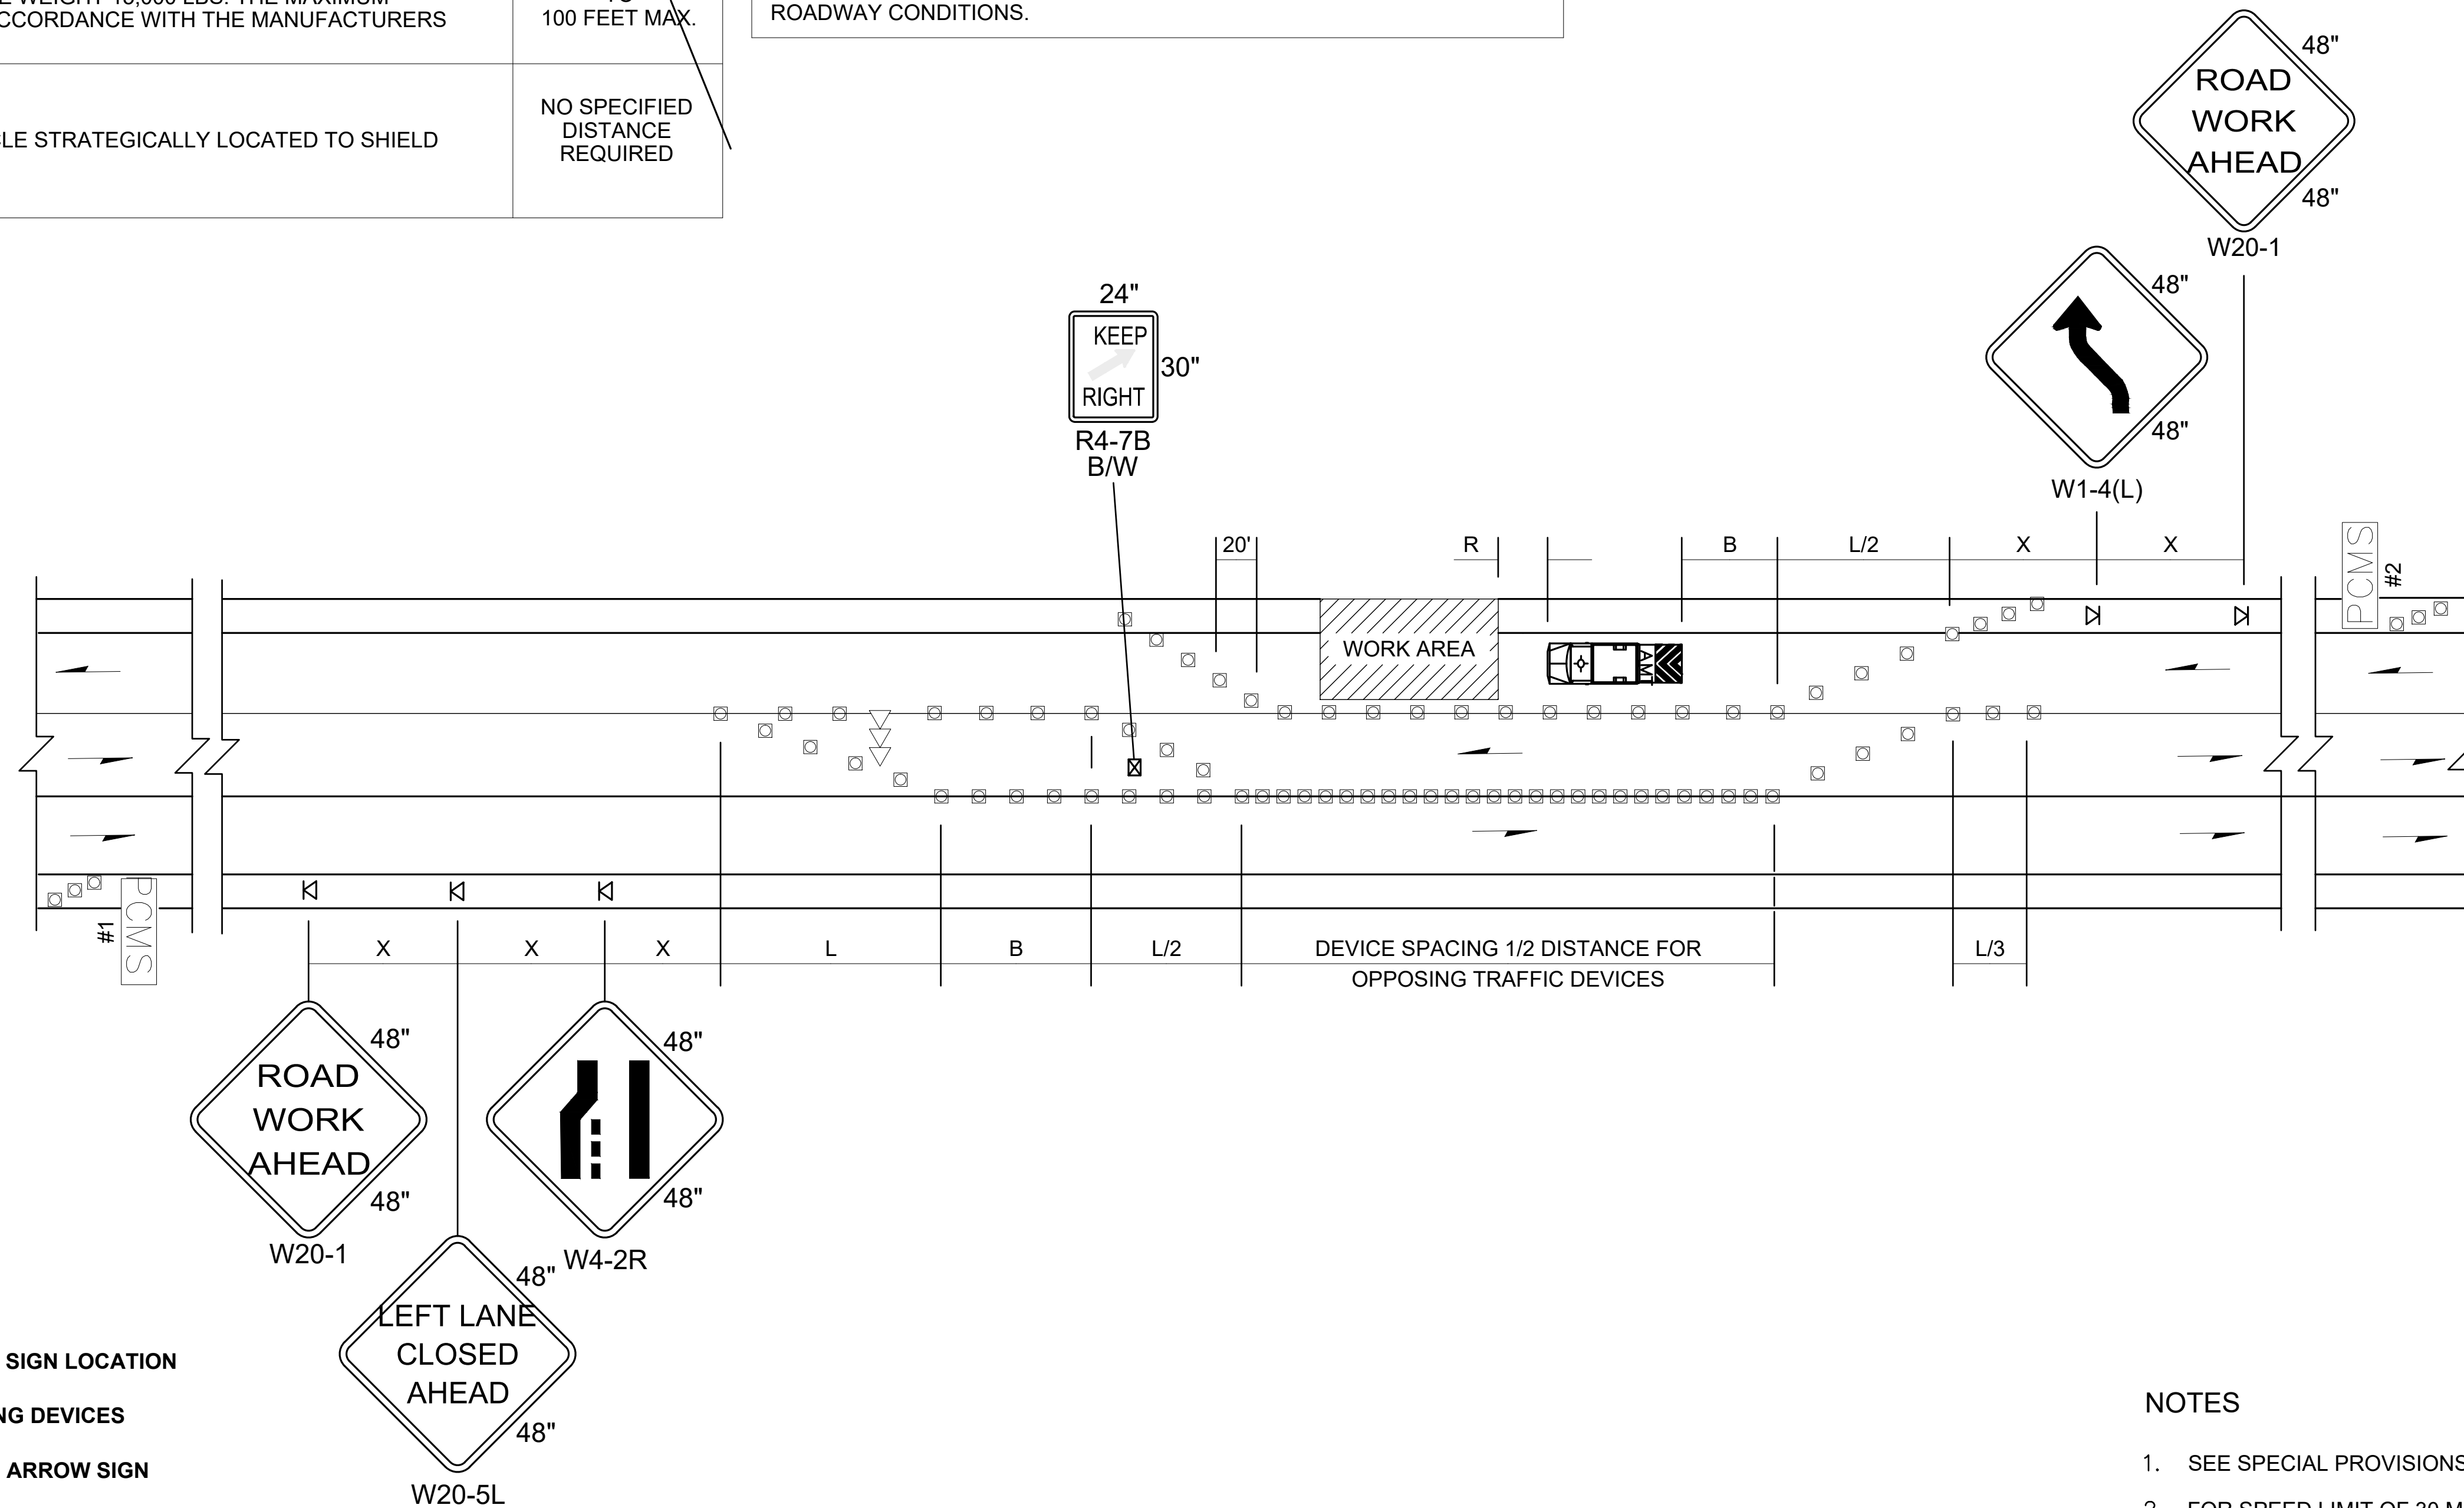 100 FEET MAX.
CCORDANCE WITH THE MANUFACTURERS
ROADWAY CONDITIONS.
LE STRATEGICALLY LOCATED TO SHIELD
NO SPECIFIED
DISTANCE
REQUIRED
ROAD
WORK
AHEAD
48"
48"
W20-1
48"
48"
W1-4(L)
24"
KEEP
RIGHT
30"
R4-7B
B/W
20'
R
B
L/2
X
X
PCMS
#2
WORK AREA
PCMS
#1
X
X
X
L
B
L/2
DEVICE SPACING 1/2 DISTANCE FOR
OPPOSING TRAFFIC DEVICES
L/3
ROAD
WORK
AHEAD
48"
48"
W20-1
48"
48"
W4-2R
LEFT LANE
CLOSED
AHEAD
48"
48"
W20-5L
SIGN LOCATION
NG DEVICES
ARROW SIGN
NOTES
1. SEE SPECIAL PROVISIONS